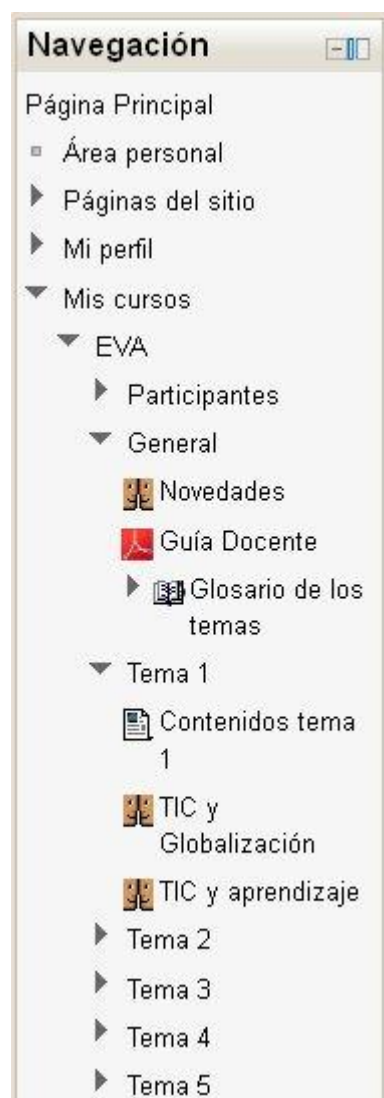 Navegación
Página Principal
Área personal
Páginas del sitio
Mi perfil
Mis cursos
EVA
Participantes
General
Novedades
Guía Docente
Glosario de los
temas
Tema 1
Contenidos tema
1
TIC y
Globalización
TIC y aprendizaje
Tema 2
Tema 3
Tema 4
Tema 5